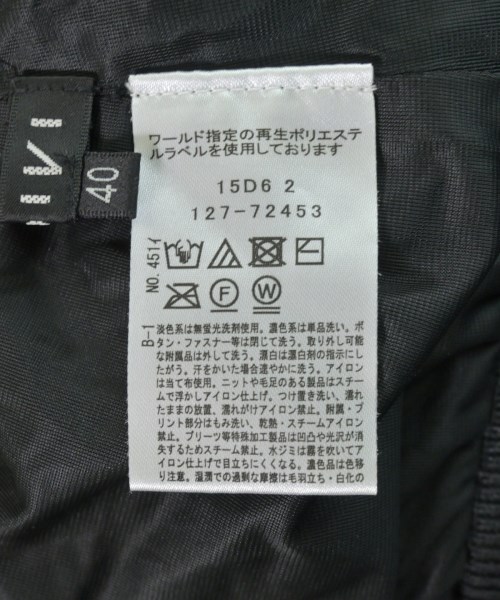 40
ワールド指定の再生ポリエステ
ルラベルを使用しております
15D6 2
127-72453
NO.451イ
F W
B-1
淡色系は無蛍光洗剤使用。濃色系は単品洗い。ボ
タン・ファスナー等は閉じて洗う。取り外し可能
な附属品は外して洗う。漂白は漂白剤の指示にし
たがう。汗をかいた場合速やかに洗う。アイロン
は当て布使用。ニットや毛足のある製品はスチー
ムで浮かしアイロン仕上げ。つけ置き洗い、濡れ
たままの放置、濡れがけアイロン禁止。附属・プ
リント部分はもみ洗い、乾熱・スチームアイロン
禁止。プリーツ等特殊加工製品は凹凸や光沢が消
失するためスチーム禁止。水ジミは霧を吹いてア
イロン仕上げで目立ちにくくなる。濃色品は色移
り注意。湿潤での過剰な摩擦は毛羽立ち・白化の